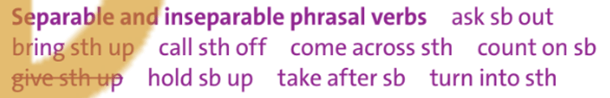 Separable and inseparable phrasal verbs ask sb out
bring sth up call sth off come across sth count on sb
give sth up hold sb up take after sb turn into sth